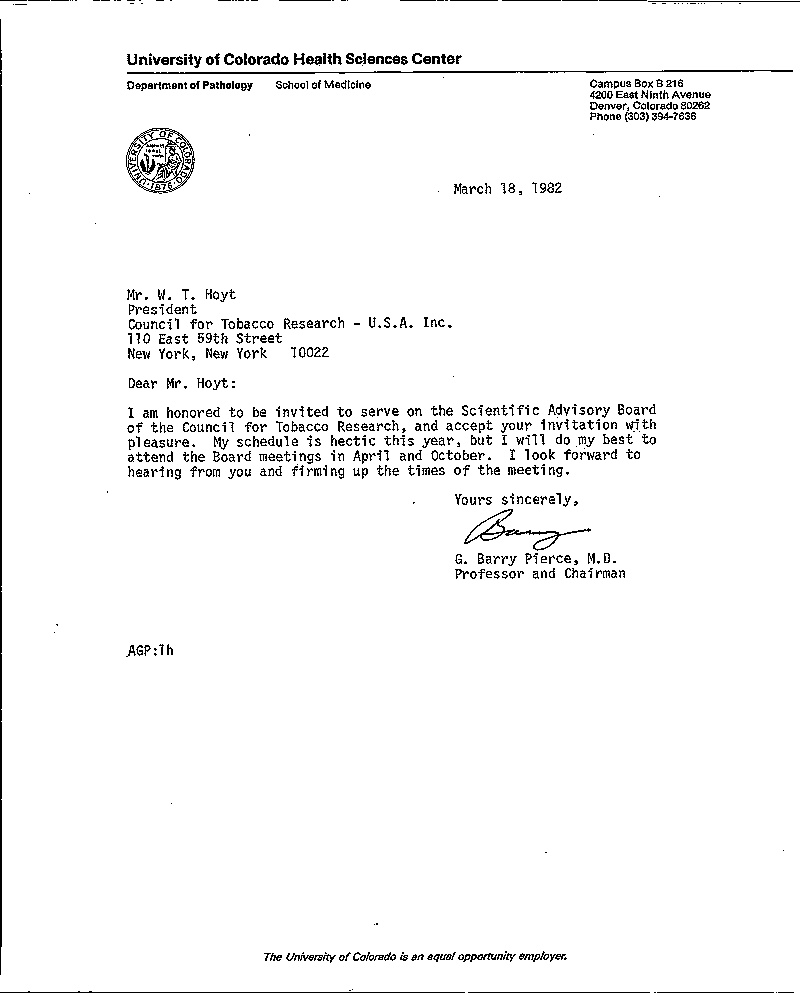 University of Colorado Health Sciences Center
Department of Pathology School of Medicine
Campus Box B 216
4200 East Ninth Avenue
Denver, Colorado 80262
Phone (303) 394-7636
UNIVERSITY OF COLORADO
1876
March 18, 1982
Mr. W. T. Hoyt
President
Council for Tobacco Research - U.S.A. Inc.
110 East 59th Street
New York, New York 10022
Dear Mr. Hoyt:
I am honored to be invited to serve on the Scientific Advisory Board
of the Council for Tobacco Research, and accept your invitation with
pleasure. My schedule is hectic this year, but I will do my best to
attend the Board meetings in April and October. I look forward to
hearing from you and firming up the times of the meeting.
Yours sincerely,
Barry
G. Barry Pierce, M.D.
Professor and Chairman
AGP:lh
The University of Colorado is an equal opportunity employer.